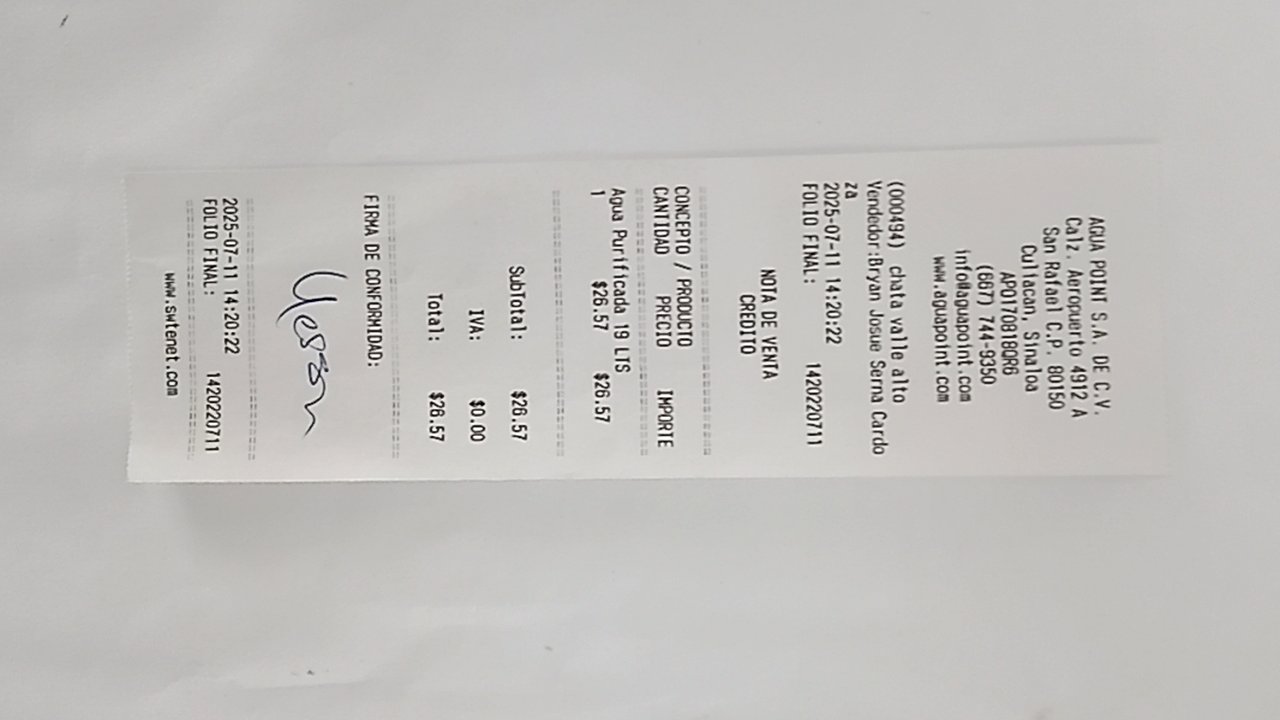 AGUA POINT S.A. DE C.V.
Calz. Aeropuerto 4912 A
San Rafael C.P. 80150
Culiacan, Sinaloa
APO170818QR6
(667) 744-9350
info@aguapoint.com
www.aguapoint.com
(000494) chata valle alto
Vendedor:Bryan Josue Serna Cardo
za
2025-07-11 14:20:22
FOLIO FINAL: 1420220711
NOTA DE VENTA
CREDITO
CONCEPTO / PRODUCTO
CANTIDAD PRECIO IMPORTE
Agua Purificada 19 LTS
1 $26.57 $26.57
SubTotal: $26.57
IVA: $0.00
Total: $26.57
FIRMA DE CONFORMIDAD:
Yesson
2025-07-11 14:20:22
FOLIO FINAL: 1420220711
www.swtenet.com